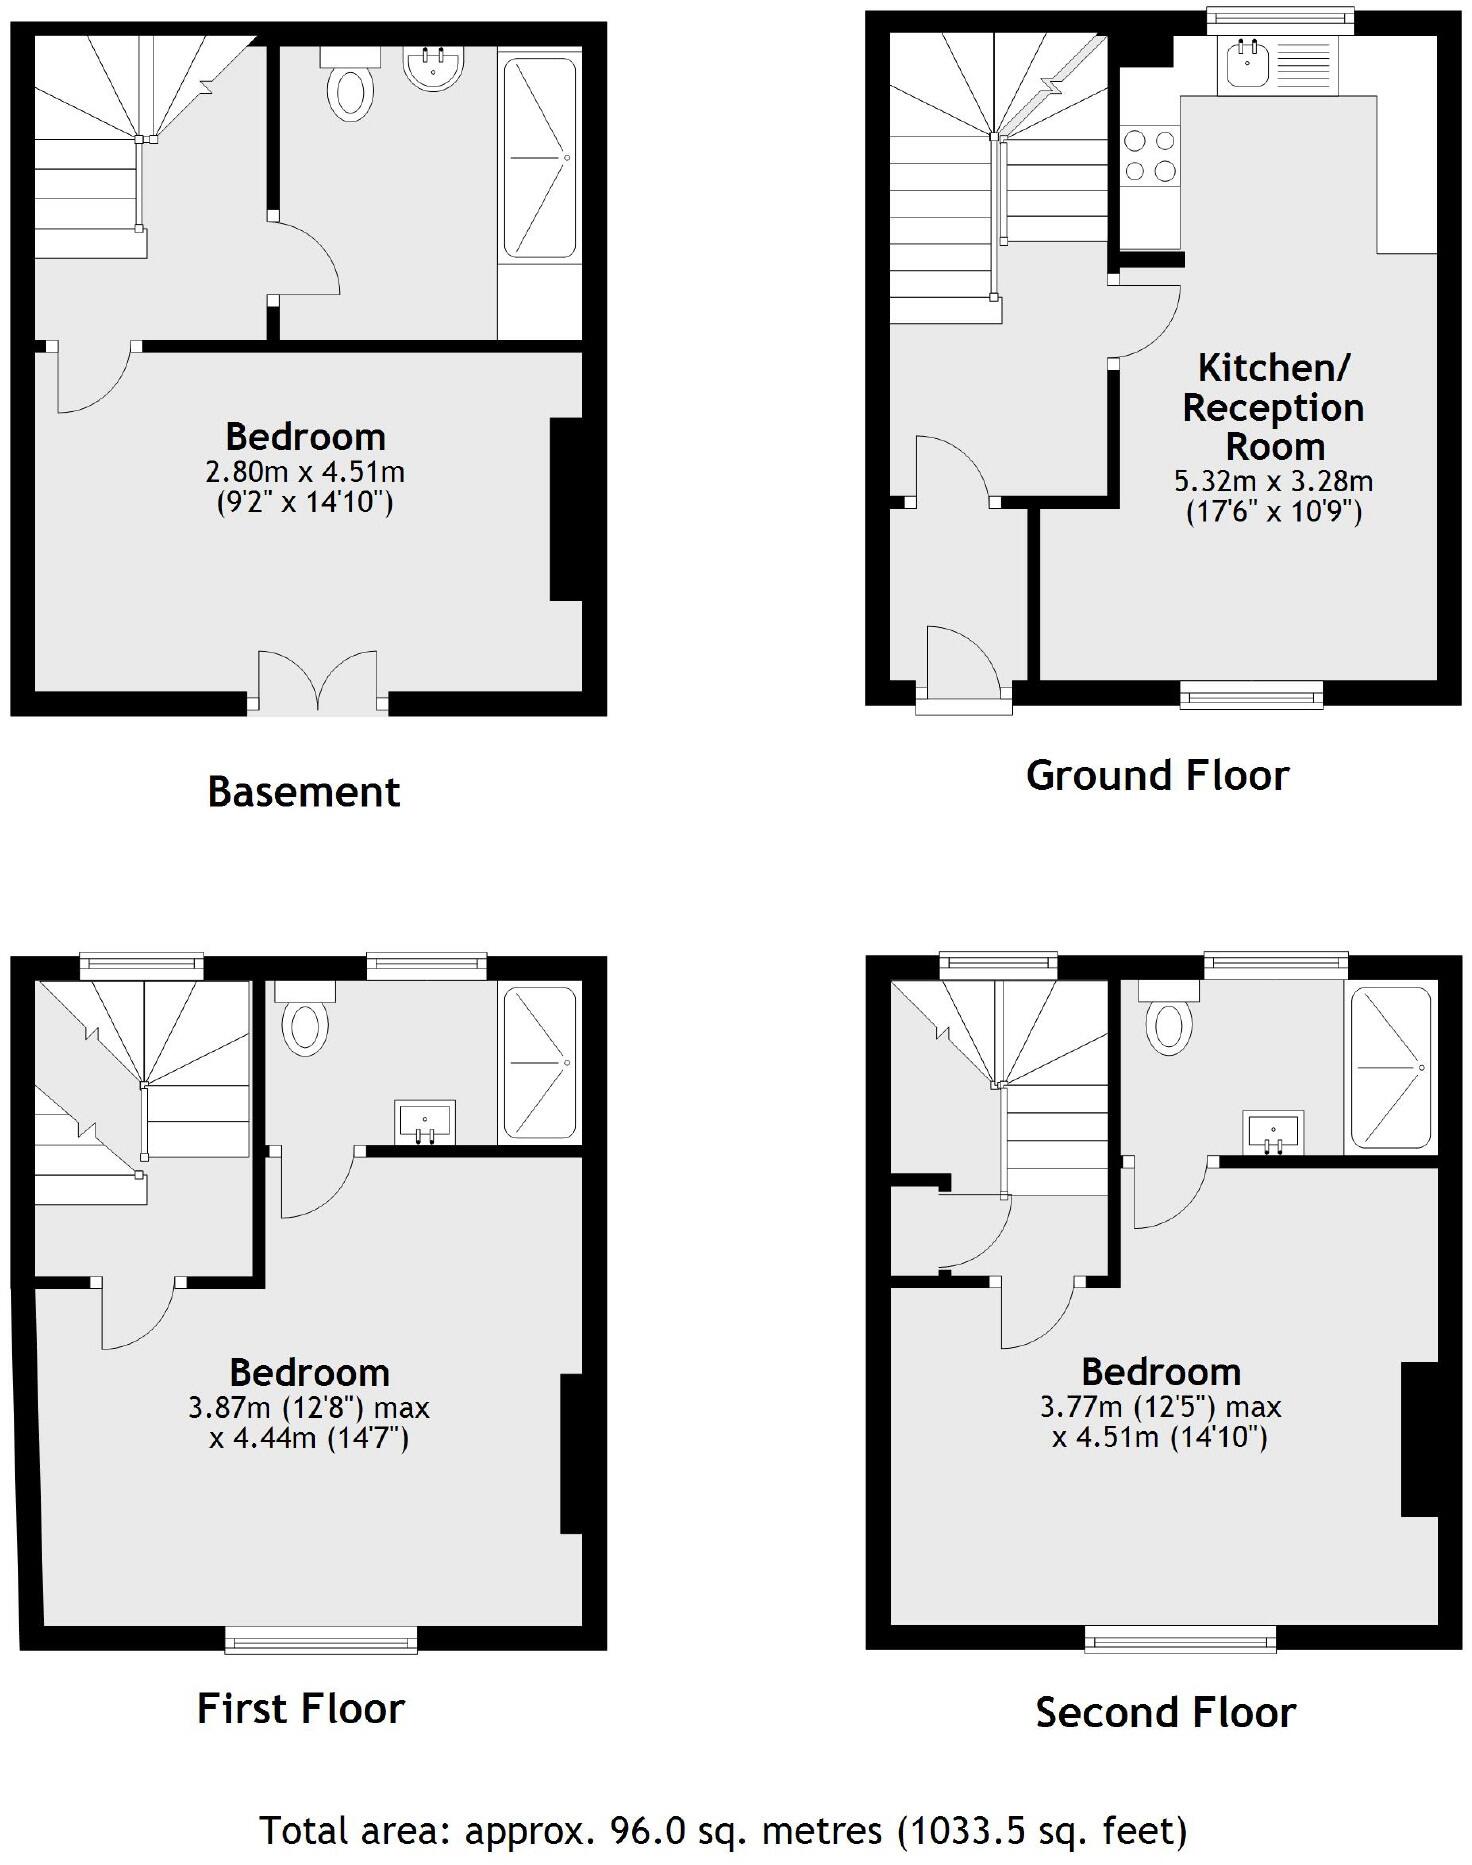 Bedroom
2.80m x 4.51m
(9'2" x 14'10")
Basement
Kitchen/
Reception
Room
5.32m x 3.28m
(17'6" x 10'9")
Ground Floor
Bedroom
3.87m (12'8") max
x 4.44m (14'7")
First Floor
Bedroom
3.77m (12'5") max
x 4.51m (14'10")
Second Floor
Total area: approx. 96.0 sq. metres (1033.5 sq. feet)